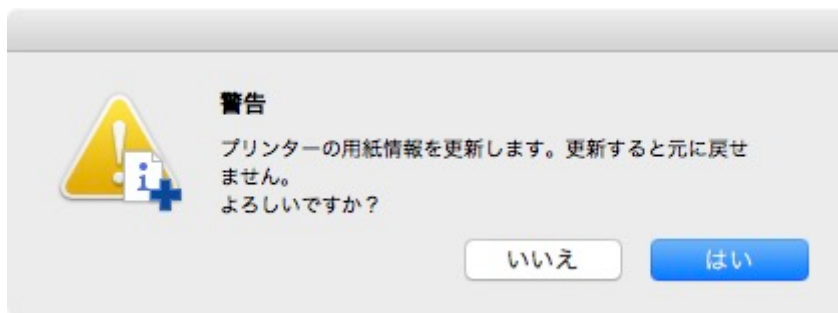 警告
プリンターの用紙情報を更新します。更新すると元に戻せ
ません。
よろしいですか？
いいえ
はい